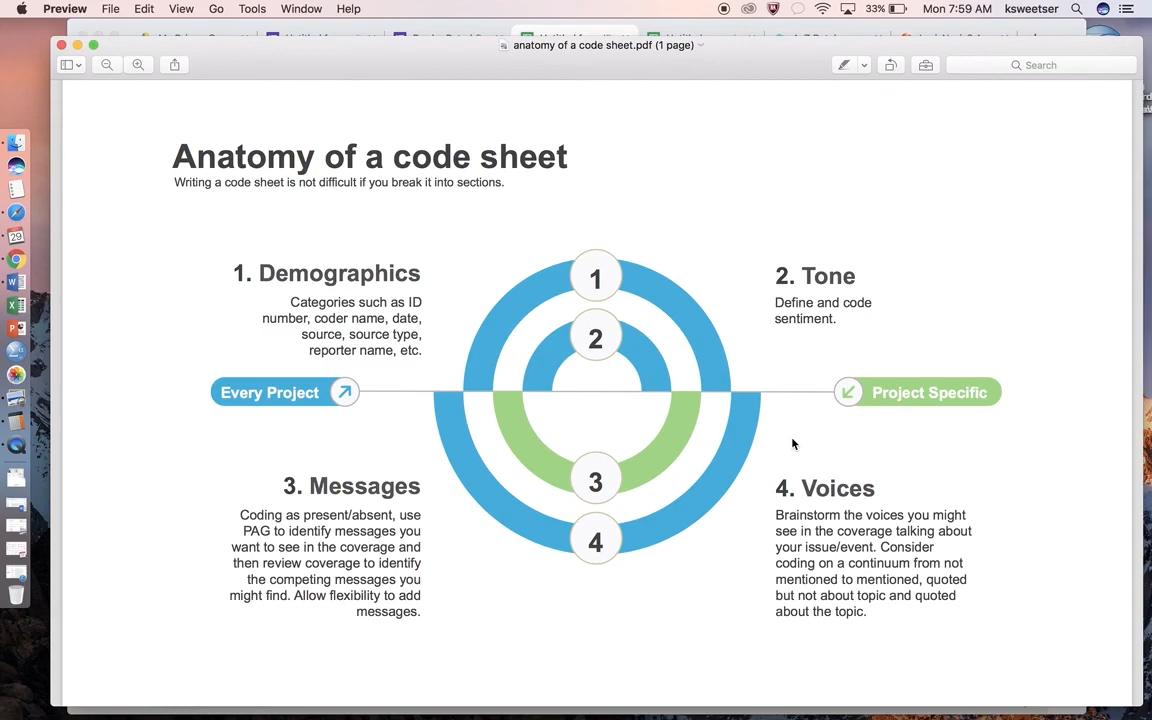 Preview File Edit View Go Tools Window Help
33% Mon 7:59 AM ksweetser
anatomy of a code sheet.pdf (1 page)
Search
Anatomy of a code sheet
Writing a code sheet is not difficult if you break it into sections.
1. Demographics
Categories such as ID
number, coder name, date,
source, source type,
reporter name, etc.
1
2
2. Tone
Define and code
sentiment.
Every Project
Project Specific
3. Messages
Coding as present/absent, use
PAG to identify messages you
want to see in the coverage and
then review coverage to identify
the competing messages you
might find. Allow flexibility to add
messages.
3
4
4. Voices
Brainstorm the voices you might
see in the coverage talking about
your issue/event. Consider
coding on a continuum from not
mentioned to mentioned, quoted
but not about topic and quoted
about the topic.
29